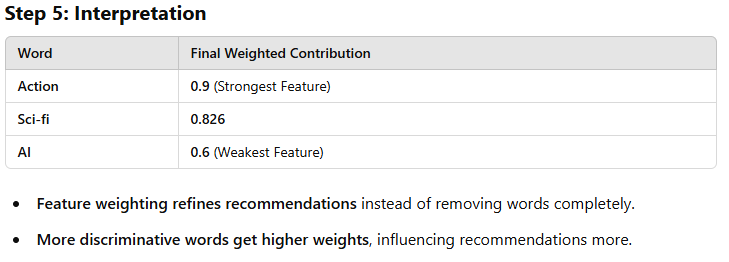 Step 5: Interpretation
Word Final Weighted Contribution
Action 0.9 (Strongest Feature)
Sci-fi 0.826
AI 0.6 (Weakest Feature)
• Feature weighting refines recommendations instead of removing words completely.
• More discriminative words get higher weights, influencing recommendations more.